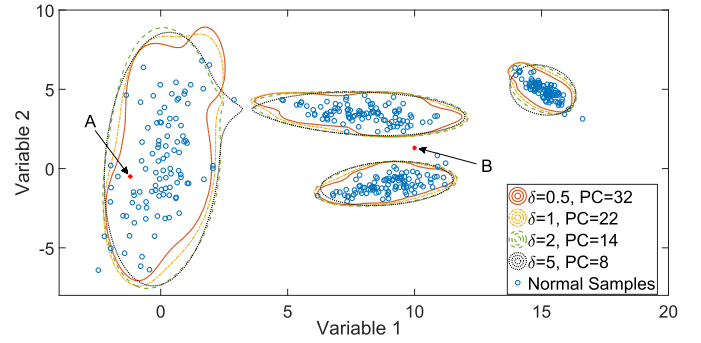 10
5
0
-5
Variable 2
A
B
δ=0.5, PC=32
δ=1, PC=22
δ=2, PC=14
δ=5, PC=8
Normal Samples
0 5 10 15 20
Variable 1